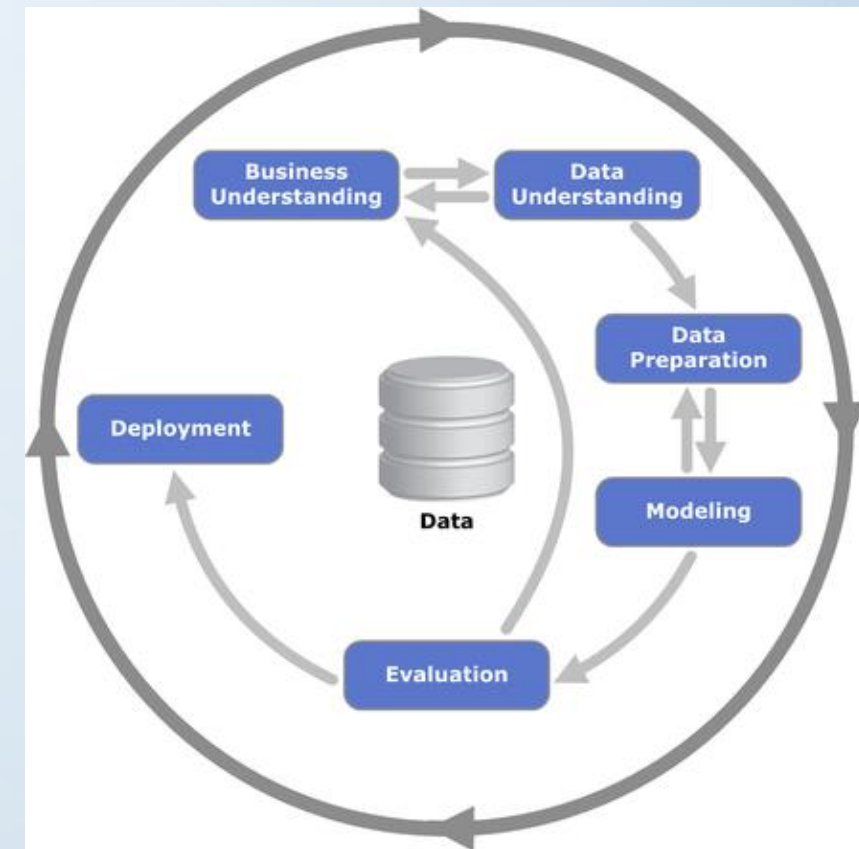 Business
Understanding
Data
Understanding
Data
Preparation
Modeling
Evaluation
Deployment
Data